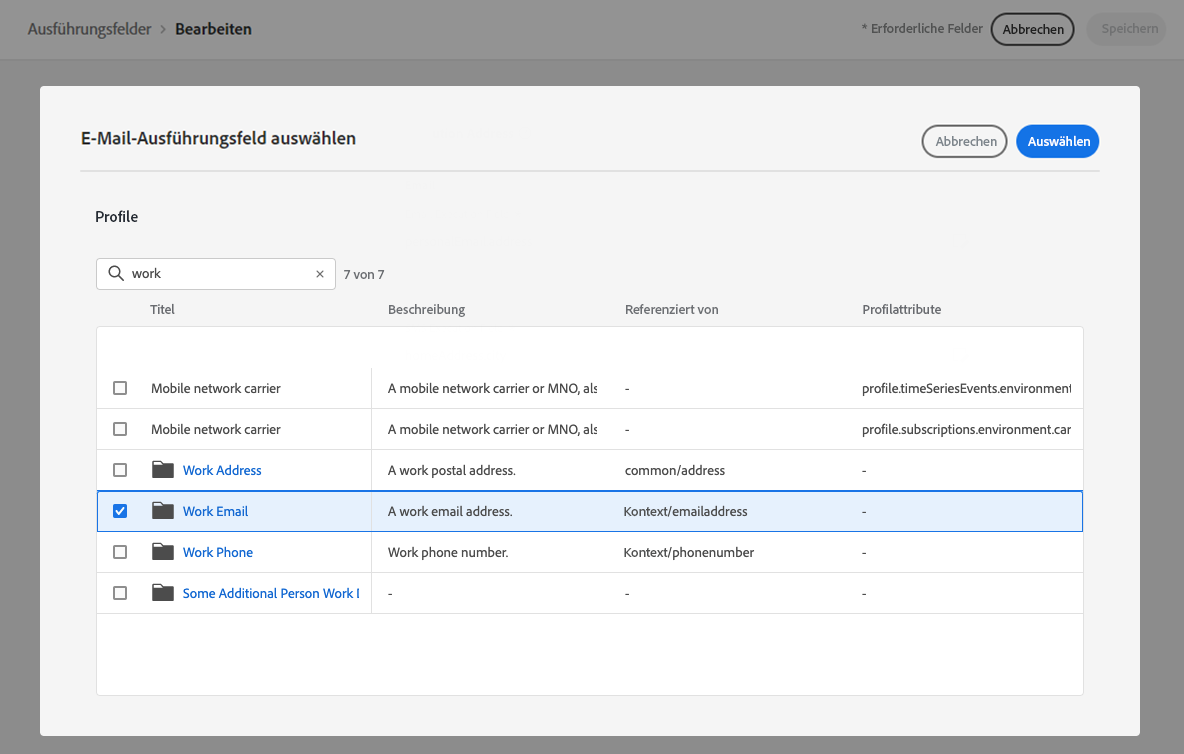 Ausführungsfelder > Bearbeiten * Erforderliche Felder Abbrechen Speichern
E-Mail-Ausführungsfeld auswählen Abbrechen Auswählen
Profile
work × 7 von 7
Titel Beschreibung Referenziert von Profilattribute
Mobile network carrier A mobile network carrier or MNO, als - profile.timeSeriesEvents.environment
Mobile network carrier A mobile network carrier or MNO, als - profile.subscriptions.environment.car
Work Address A work postal address. common/address -
Work Email A work email address. Kontext/emailaddress -
Work Phone Work phone number. Kontext/phonenumber -
Some Additional Person Work - - -